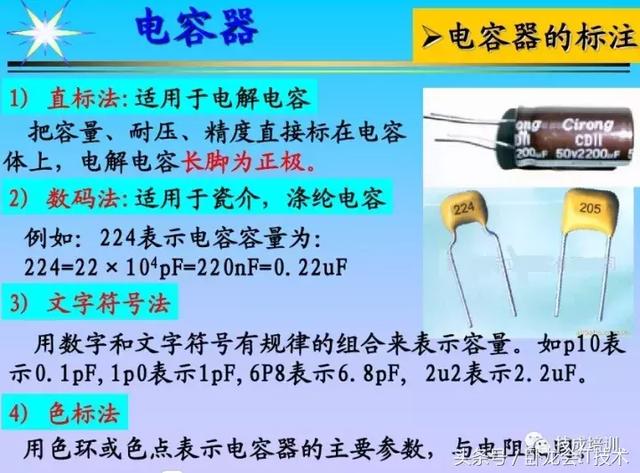 电容器
➢电容器的标注
1) 直标法:适用于电解电容
把容量、耐压、精度直接标在电容
体上，电解电容长脚为正极。
2) 数码法:适用于瓷介，涤纶电容
例如：224表示电容容量为：
224=22×10⁴pF=220nF=0.22uF
ong Cirong
DII CDII
2200uF 50V2200uF
224
205
3) 文字符号法
用数字和文字符号有规律的组合来表示容量。如p10表
示0.1pF,1p0表示1pF,6P8表示6.8pF, 2u2表示2.2uF。
4) 色标法
用色环或色点表示电容器的主要参数，与电阻
技成培训
头条号